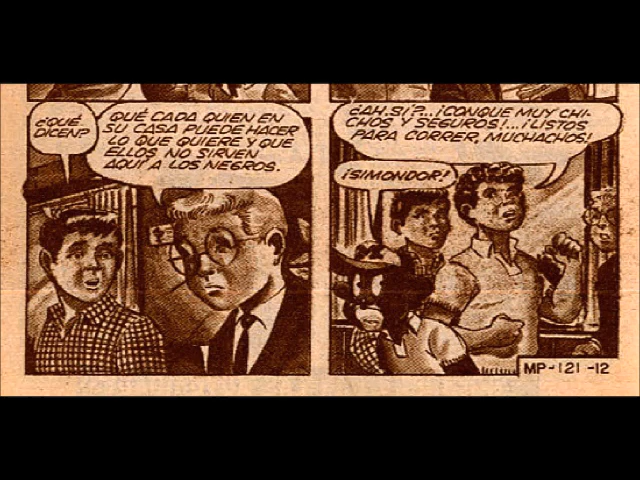 ¿QUÉ
DICEN?
QUÉ CADA QUIEN EN
SU CASA PUEDE HACER
LO QUE QUIERE Y QUE
ELLOS NO SIRVEN
AQUÍ A LOS NEGROS.
¿AH, SÍ?...¡CONQUE MUY CHI-
CHOS Y SEGUROS!...¡LISTOS
PARA CORRER, MUCHACHOS!
¡SIMONDOR!
MP-121-12